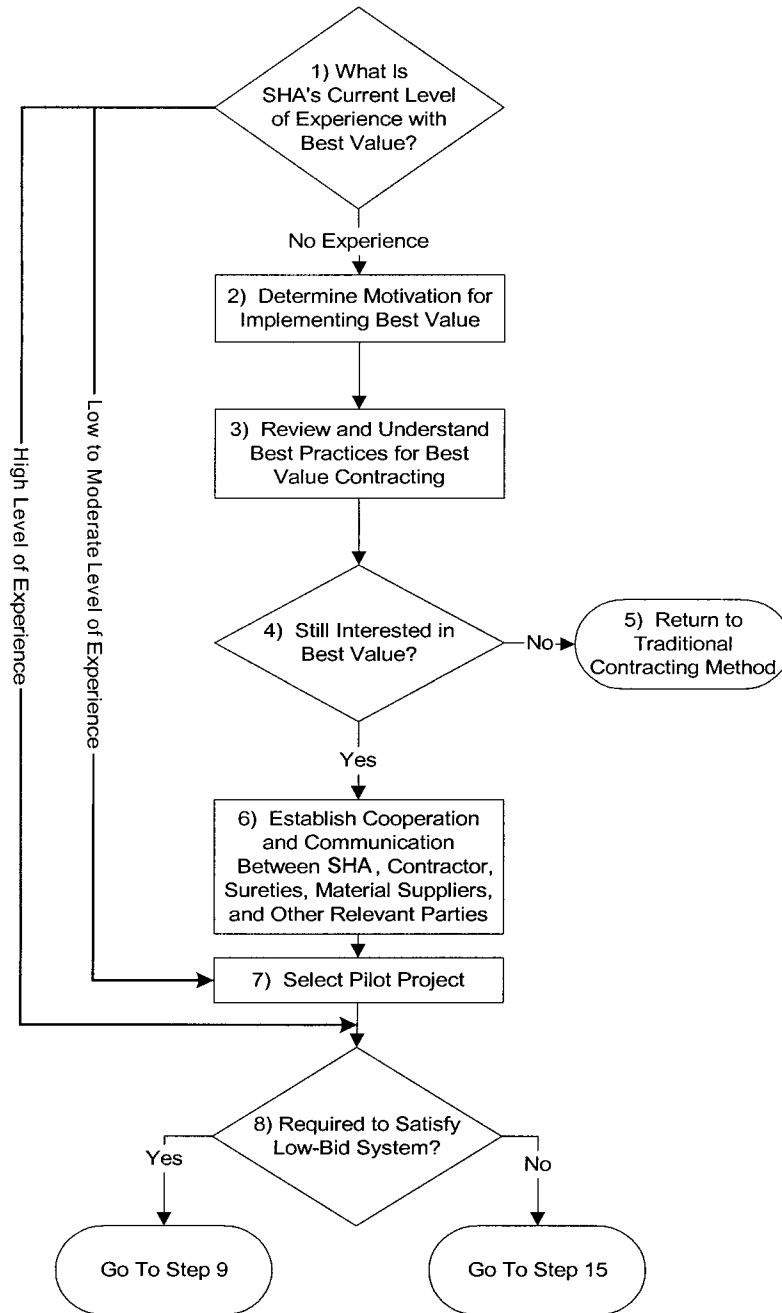 1) What Is
SHA's Current Level
of Experience with
Best Value?
No Experience
2) Determine Motivation for
Implementing Best Value
Low to Moderate Level of Experience
High Level of Experience
3) Review and Understand
Best Practices for Best
Value Contracting
4) Still Interested in
Best Value?
No
5) Return to
Traditional
Contracting Method
Yes
6) Establish Cooperation
and Communication
Between SHA, Contractor,
Sureties, Material Suppliers,
and Other Relevant Parties
7) Select Pilot Project
8) Required to Satisfy
Low-Bid System?
Yes
No
Go To Step 9
Go To Step 15